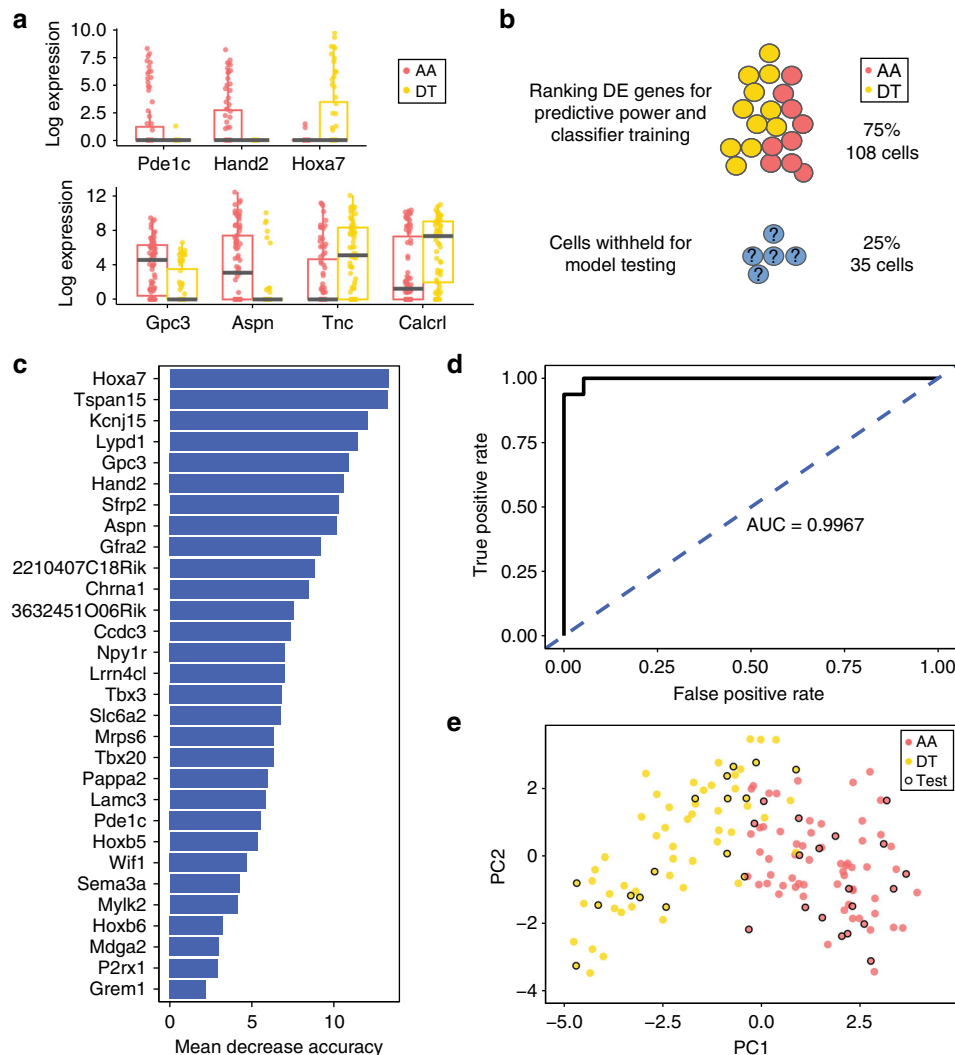 a
Log expression
10.0
7.5
5.0
2.5
0.0
Pde1c Hand2 Hoxa7
AA
DT
Log expression
12
8
4
0
Gpc3 Aspn Tnc Calcrl
b
Ranking DE genes for
predictive power and
classifier training
AA
DT
75%
108 cells
Cells withheld for
model testing
? ? ? ? ?
25%
35 cells
c
Hoxa7
Tspan15
Kcnj15
Lypd1
Gpc3
Hand2
Sfrp2
Aspn
Gfra2
2210407C18Rik
Chrna1
3632451O06Rik
Ccdc3
Npy1r
Lrrn4cl
Tbx3
Slc6a2
Mrps6
Tbx20
Pappa2
Lamc3
Pde1c
Hoxb5
Wif1
Sema3a
Mylk2
Hoxb6
Mdga2
P2rx1
Grem1
0 5 10
Mean decrease accuracy
d
True positive rate
1.00
0.75
0.50
0.25
0.00
AUC = 0.9967
0.00 0.25 0.50 0.75 1.00
False positive rate
e
AA
DT
Test
PC2
2
0
−2
−4
−5.0 −2.5 0.0 2.5
PC1